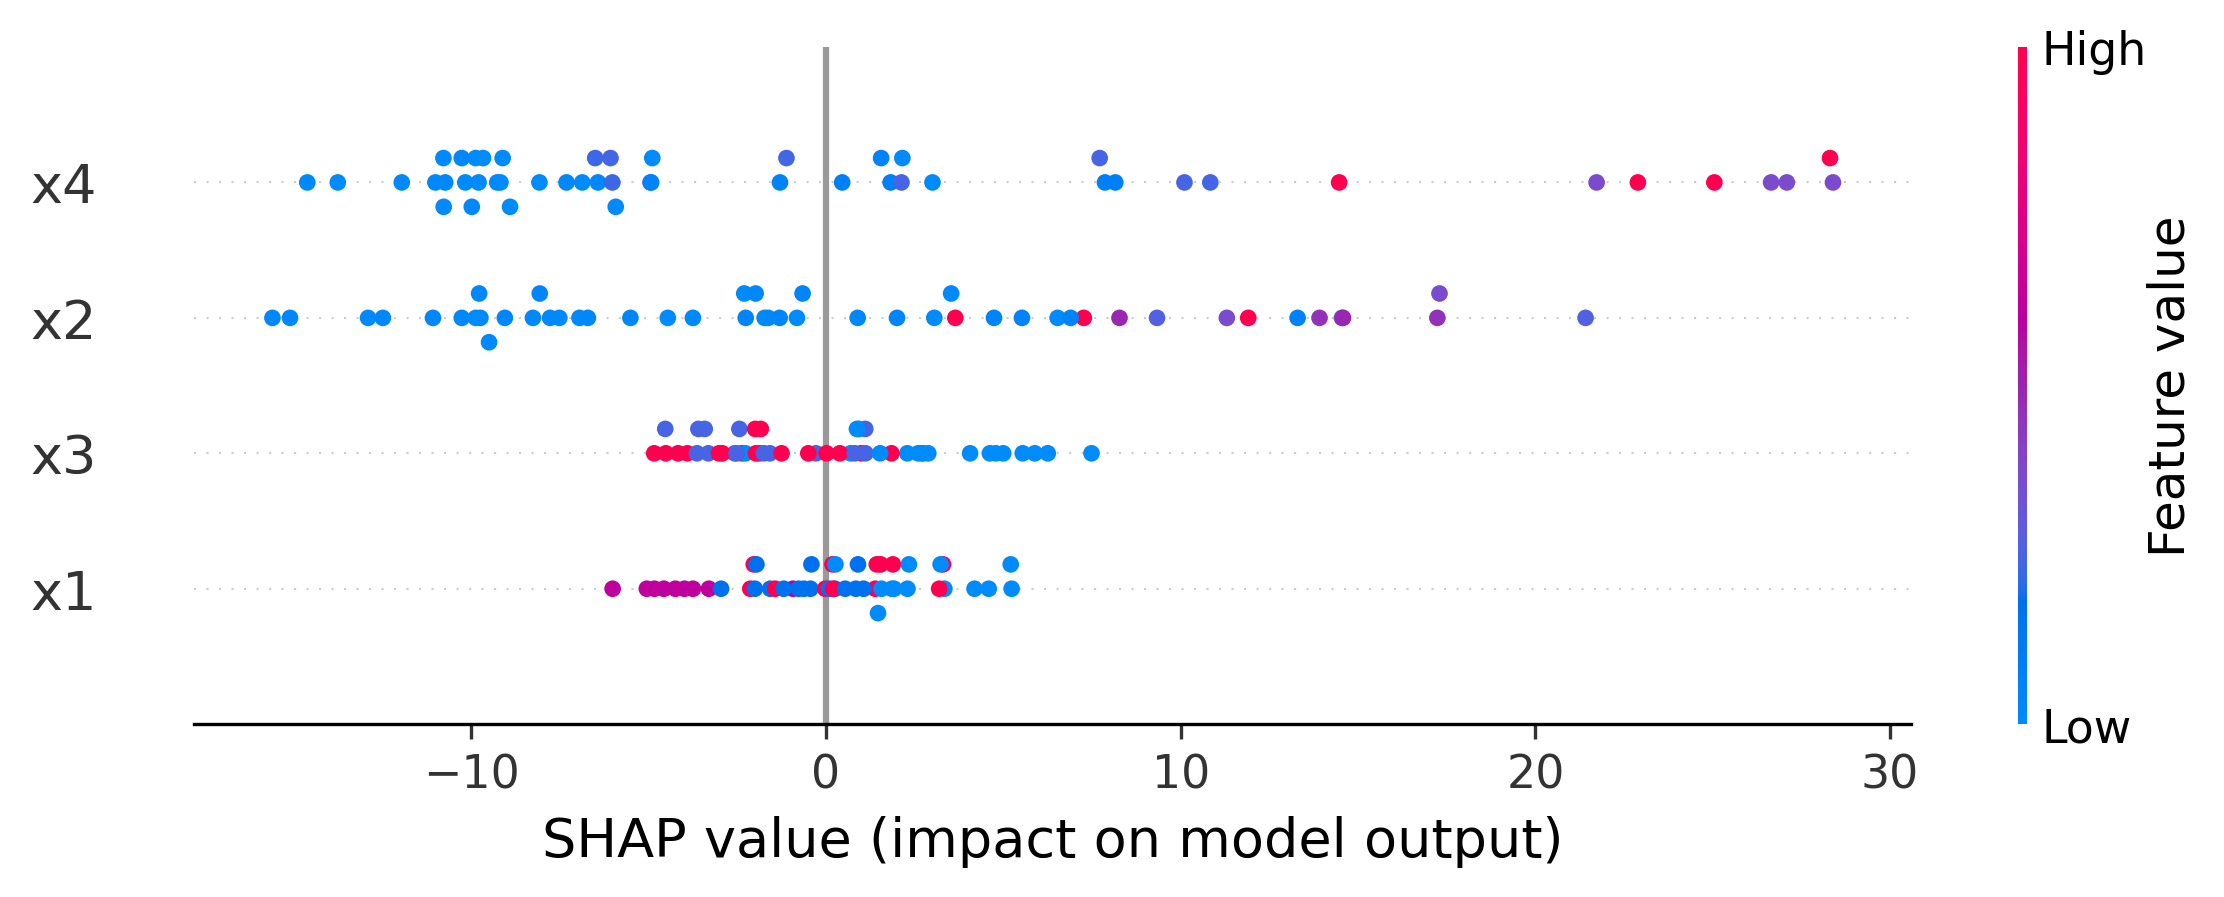 High
x4
x2
x3
x1
Feature value
Low
−10 0 10 20 30
SHAP value (impact on model output)